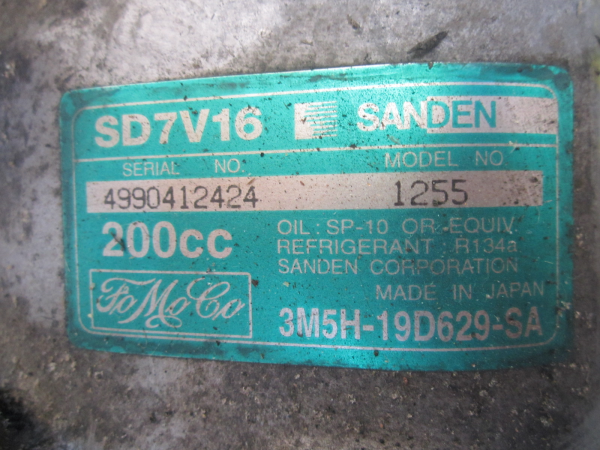 SD7V16 SANDEN
SERIAL NO. MODEL NO.
4990412424 1255
200cc
OIL : SP-10 OR EQUIV.
REFRIGERANT : R134a
SANDEN CORPORATION
MADE IN JAPAN
FoMoCo
3M5H-19D629-SA